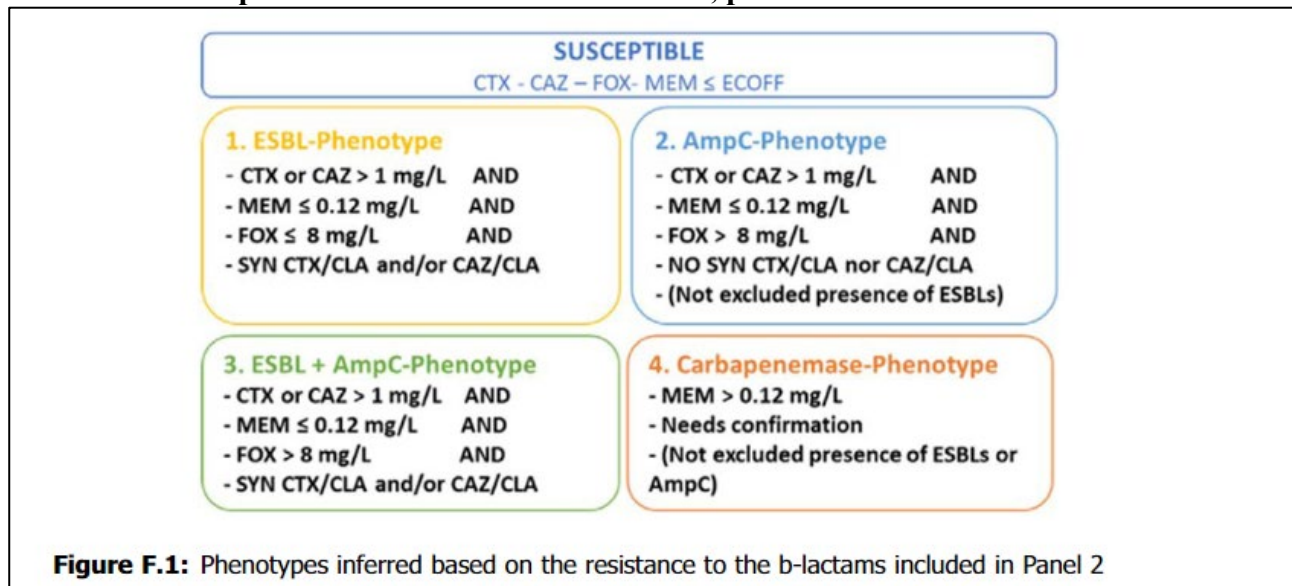 SUSCEPTIBLE
CTX - CAZ – FOX- MEM ≤ ECOFF
1. ESBL-Phenotype
- CTX or CAZ > 1 mg/L AND
- MEM ≤ 0.12 mg/L AND
- FOX ≤ 8 mg/L AND
- SYN CTX/CLA and/or CAZ/CLA
2. AmpC-Phenotype
- CTX or CAZ > 1 mg/L AND
- MEM ≤ 0.12 mg/L AND
- FOX > 8 mg/L AND
- NO SYN CTX/CLA nor CAZ/CLA
- (Not excluded presence of ESBLs)
3. ESBL + AmpC-Phenotype
- CTX or CAZ > 1 mg/L AND
- MEM ≤ 0.12 mg/L AND
- FOX > 8 mg/L AND
- SYN CTX/CLA and/or CAZ/CLA
4. Carbapenemase-Phenotype
- MEM > 0.12 mg/L
- Needs confirmation
- (Not excluded presence of ESBLs or
AmpC)
Figure F.1: Phenotypes inferred based on the resistance to the b-lactams included in Panel 2